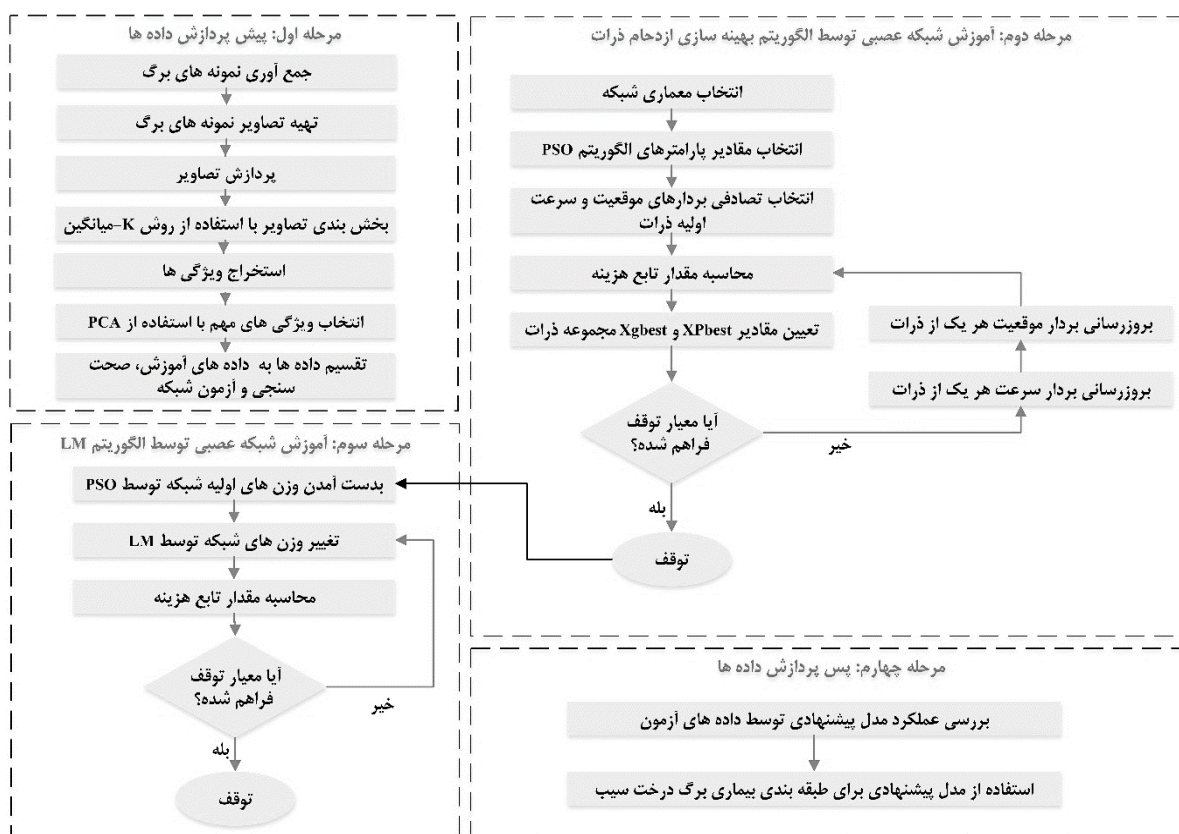 مرحله اول: پیش پردازش داده ها
جمع آوری نمونه های برگ
تهیه تصاویر نمونه های برگ
پردازش تصاویر
بخش بندی تصاویر با استفاده از روش K–میانگین
استخراج ویژگی ها
انتخاب ویژگی های مهم با استفاده از PCA
تقسیم داده ها به داده های آموزش، صحت
سنجی و آزمون شبکه
مرحله دوم: آموزش شبکه عصبی توسط الگوریتم بهینه سازی ازدحام ذرات
انتخاب معماری شبکه
انتخاب مقادیر پارامترهای الگوریتم PSO
انتخاب تصادفی بردارهای موقعیت و سرعت
اولیه ذرات
محاسبه مقدار تابع هزینه
تعیین مقادیر XPbest و Xgbest مجموعه ذرات
آیا معیار توقف
فراهم شده؟
خیر
بروزرسانی بردار سرعت هر یک از ذرات
بروزرسانی بردار موقعیت هر یک از ذرات
بله
توقف
مرحله سوم: آموزش شبکه عصبی توسط الگوریتم LM
بدست آمدن وزن های اولیه شبکه توسط PSO
تغییر وزن های شبکه توسط LM
محاسبه مقدار تابع هزینه
آیا معیار توقف
فراهم شده؟
خیر
بله
توقف
مرحله چهارم: پس پردازش داده ها
بررسی عملکرد مدل پیشنهادی توسط داده های آزمون
استفاده از مدل پیشنهادی برای طبقه بندی بیماری برگ درخت سیب